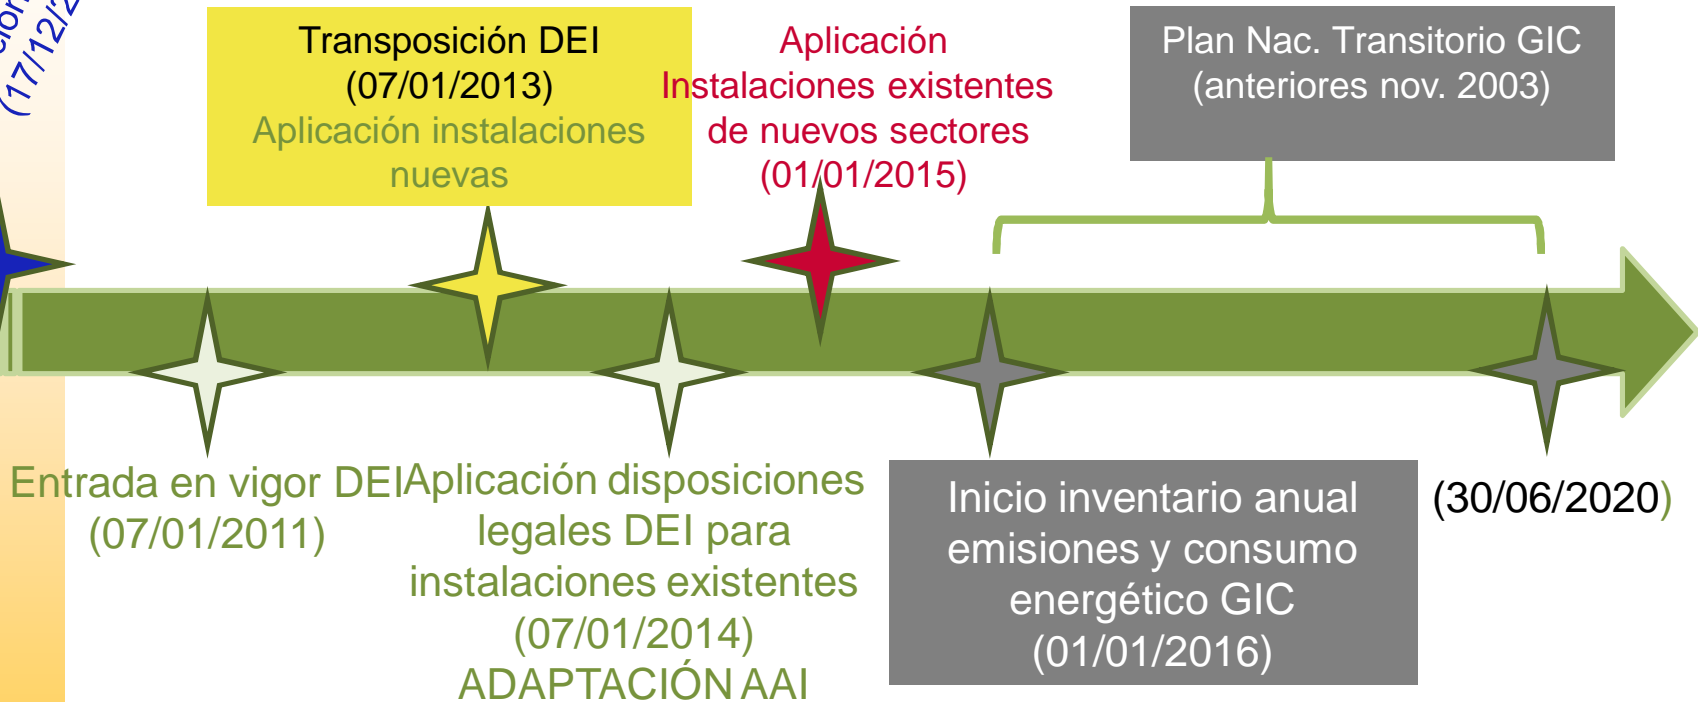 Transposición DEI
(07/01/2013)
Aplicación instalaciones
nuevas
Aplicación
Instalaciones existentes
de nuevos sectores
(01/01/2015)
Plan Nac. Transitorio GIC
(anteriores nov. 2003)
Entrada en vigor DEI
(07/01/2011)
Aplicación disposiciones
legales DEI para
instalaciones existentes
(07/01/2014)
ADAPTACIÓN AAI
Inicio inventario anual
emisiones y consumo
energético GIC
(01/01/2016)
(30/06/2020)